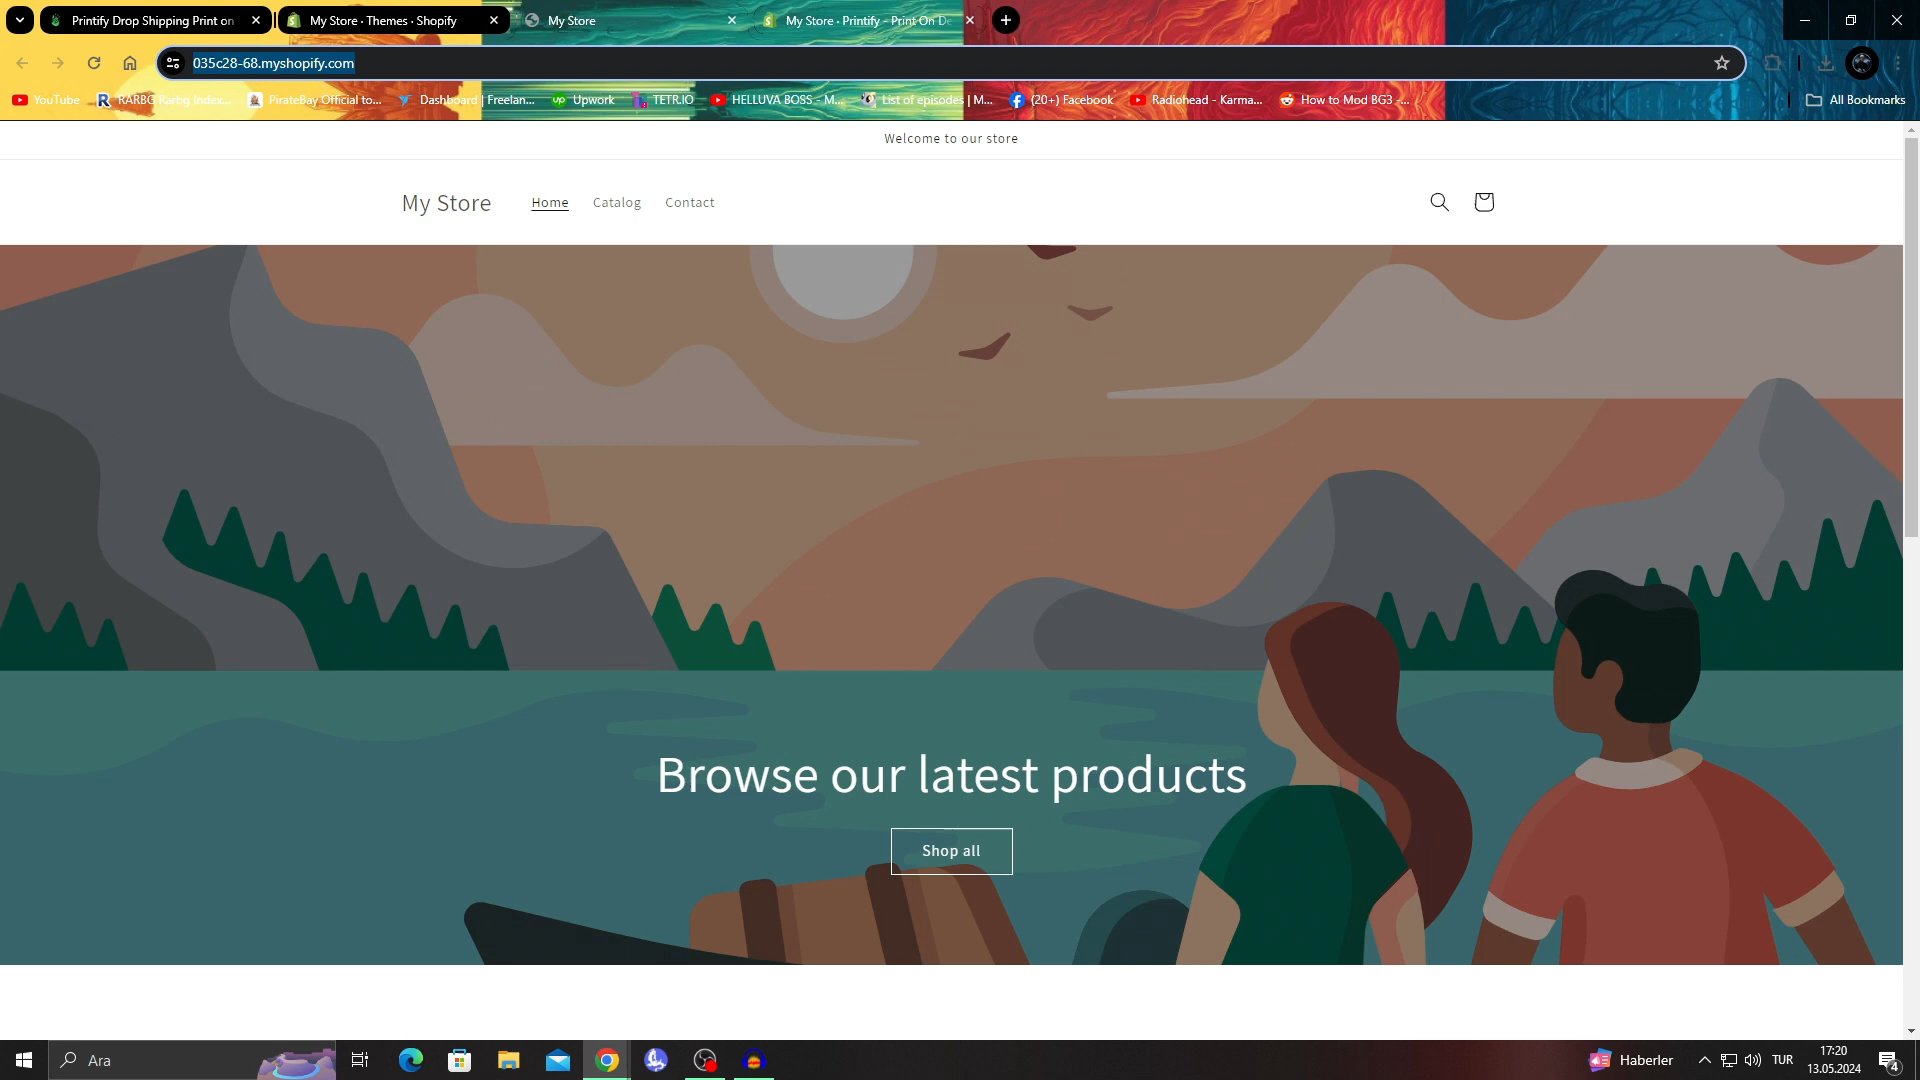 Printify Drop Shipping Print on
My Store · Themes · Shopify
My Store
My Store · Printify - Print On De
035c28-68.myshopify.com
YouTube
RARBG Rarbg Index...
PirateBay Official to...
Dashboard | Freelan...
Upwork
TETR.IO
HELLUVA BOSS - M...
List of episodes | M...
(20+) Facebook
Radiohead - Karma...
How to Mod BG3 -...
All Bookmarks
Welcome to our store
My Store
Home
Catalog
Contact
Browse our latest products
Shop all
Ara
Haberler
TUR
17:20
13.05.2024
4